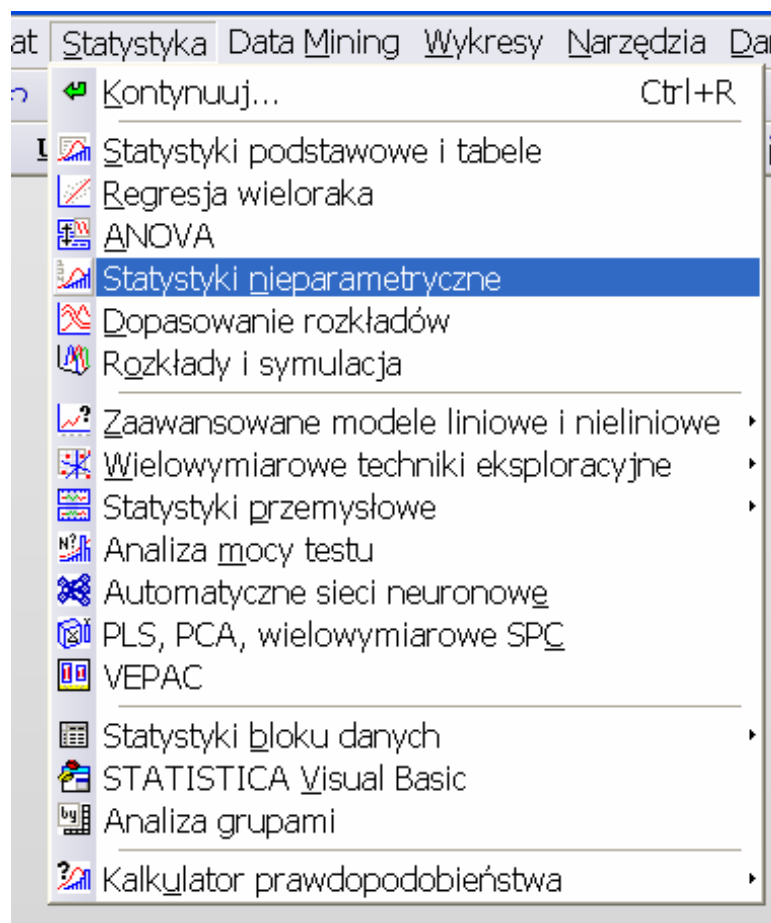 at Statystyka Data Mining Wykresy Narzędzia Da
Kontynuuj... Ctrl+R
U
Statystyki podstawowe i tabele
Regresja wieloraka
ANOVA
Statystyki nieparametryczne
Dopasowanie rozkładów
Rozkłady i symulacja
Zaawansowane modele liniowe i nieliniowe
Wielowymiarowe techniki eksploracyjne
Statystyki przemysłowe
Analiza mocy testu
Automatyczne sieci neuronowe
PLS, PCA, wielowymiarowe SPC
VEPAC
Statystyki bloku danych
STATISTICA Visual Basic
Analiza grupami
Kalkulator prawdopodobieństwa